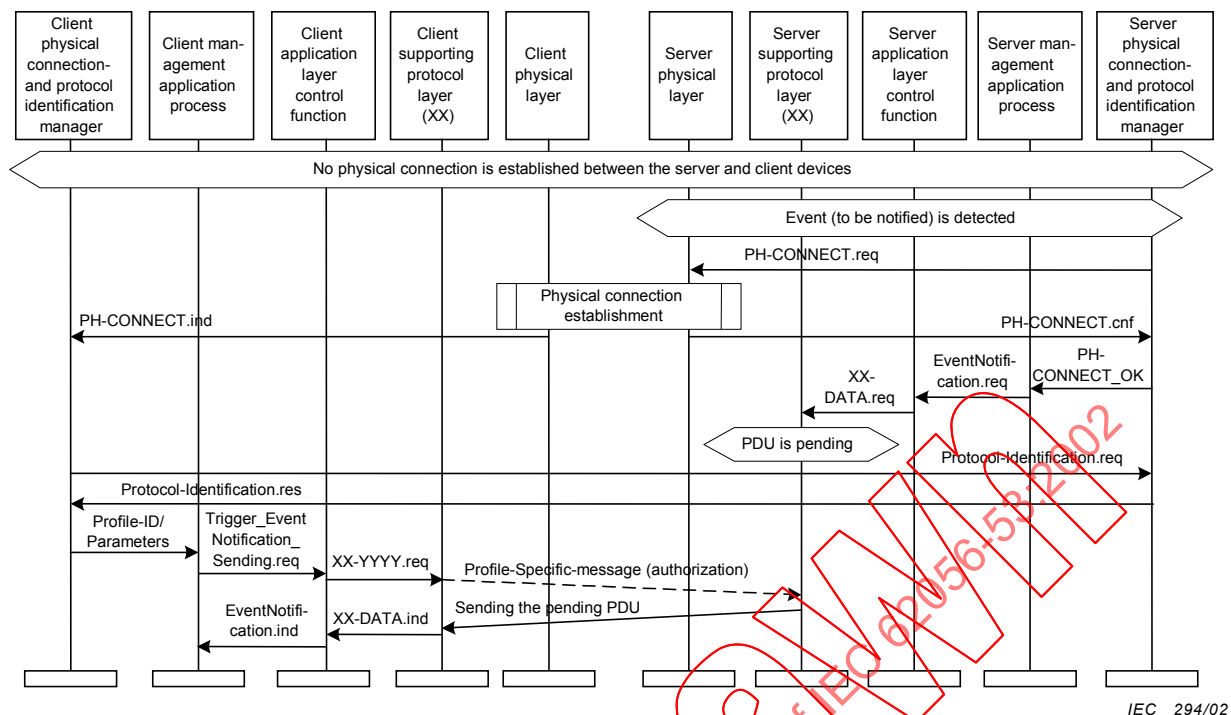 Client
physical
connection-
and protocol
identification
manager
Client man-
agement
application
process
Client
application
layer
control
function
Client
supporting
protocol
layer
(XX)
Client
physical
layer
Server
physical
layer
Server
supporting
protocol
layer
(XX)
Server
application
layer control
function
Server man-
agement
application
process
Server
physical
connection-
and protocol
identification
manager
No physical connection is established between the server and client devices
Event (to be notified) is detected
PH-CONNECT.req
Physical connection
establishment
PH-CONNECT.ind
PH-CONNECT.cnf
PH-
CONNECT_OK
EventNotifi-
cation.req
XX-
DATA.req
PDU is pending
Protocol-Identification.req
Protocol-Identification.res
Profile-ID/
Parameters
Trigger_Event
Notification_
Sending.req
XX-YYYY.req
Profile-Specific-message (authorization)
Sending the pending PDU
XX-DATA.ind
EventNotifi-
cation.ind
of IEC 62056-53:2002
IEC 294/02